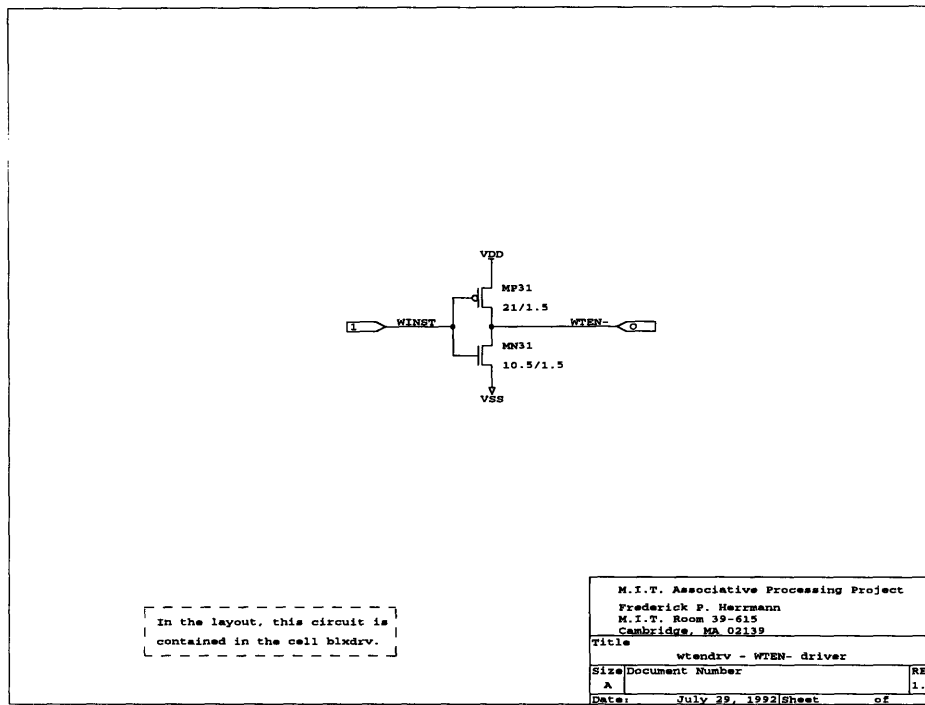 VDD
MP31
21/1.5
1 WINST WTEN- O
MN31
10.5/1.5
VSS
In the layout, this circuit is
contained in the cell blxdrv.
M.I.T. Associative Processing Project
Frederick P. Herrmann
M.I.T. Room 39-615
Cambridge, MA 02139
Title
wtendrv - WTEN- driver
Size Document Number RE
A 1.
Date: July 29, 1992 Sheet of